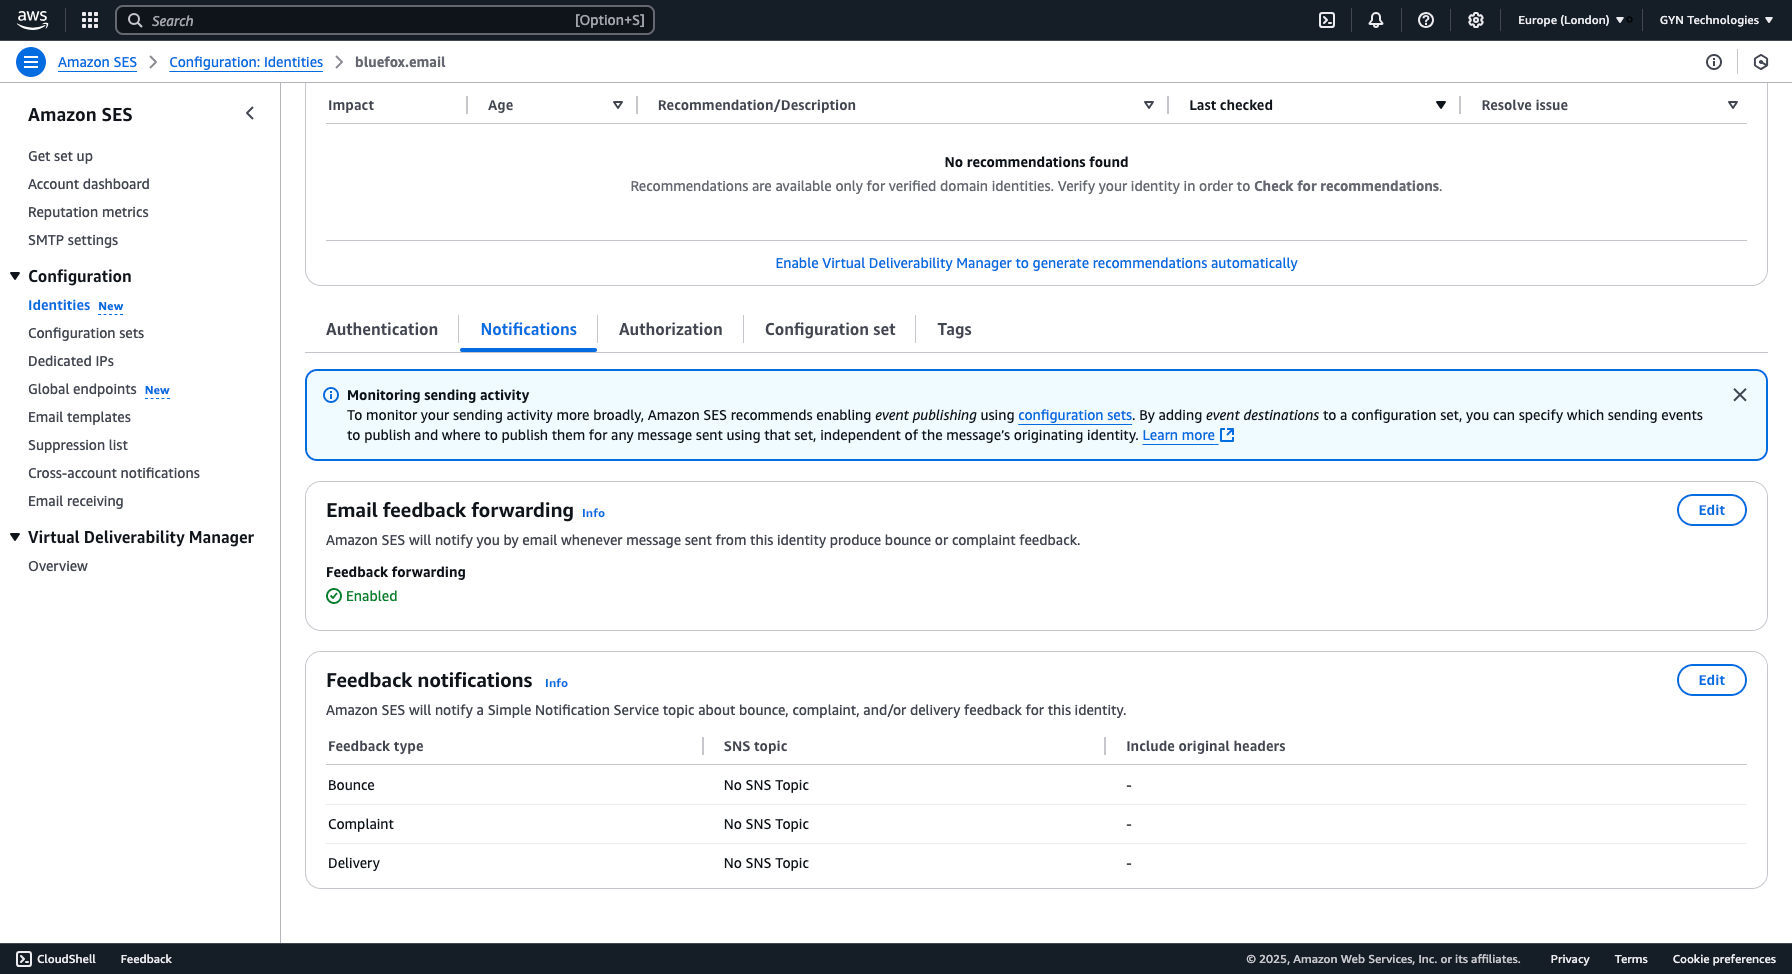 aws
Search
[Option+S]
Europe (London)
GYN Technologies
Amazon SES
Configuration: Identities
bluefox.email
Amazon SES
Get set up
Account dashboard
Reputation metrics
SMTP settings
Configuration
Identities New
Configuration sets
Dedicated IPs
Global endpoints New
Email templates
Suppression list
Cross-account notifications
Email receiving
Virtual Deliverability Manager
Overview
Impact Age Recommendation/Description Last checked Resolve issue
No recommendations found
Recommendations are available only for verified domain identities. Verify your identity in order to Check for recommendations.
Enable Virtual Deliverability Manager to generate recommendations automatically
Authentication Notifications Authorization Configuration set Tags
Monitoring sending activity
To monitor your sending activity more broadly, Amazon SES recommends enabling event publishing using configuration sets. By adding event destinations to a configuration set, you can specify which sending events
to publish and where to publish them for any message sent using that set, independent of the message's originating identity. Learn more
Email feedback forwarding Info
Edit
Amazon SES will notify you by email whenever message sent from this identity produce bounce or complaint feedback.
Feedback forwarding
Enabled
Feedback notifications Info
Edit
Amazon SES will notify a Simple Notification Service topic about bounce, complaint, and/or delivery feedback for this identity.
Feedback type SNS topic Include original headers
Bounce No SNS Topic -
Complaint No SNS Topic -
Delivery No SNS Topic -
CloudShell Feedback
© 2025, Amazon Web Services, Inc. or its affiliates. Privacy Terms Cookie preferences